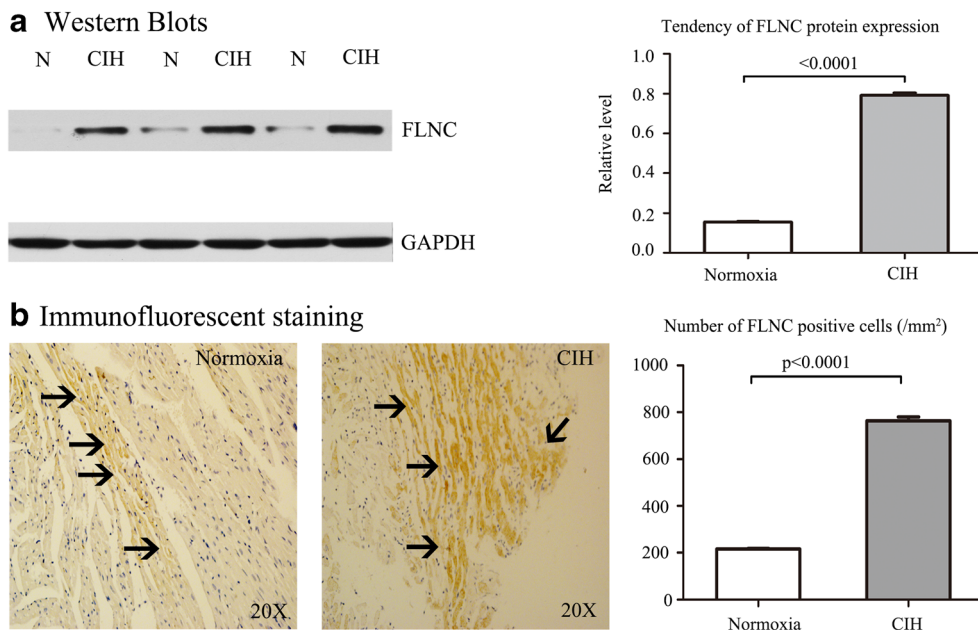 a Western Blots
N CIH N CIH N CIH
FLNC
GAPDH
Tendency of FLNC protein expression
<0.0001
Relative level
1.0
0.8
0.6
0.4
0.2
0.0
Normoxia CIH
b Immunofluorescent staining
Normoxia
20X
CIH
20X
Number of FLNC positive cells (/mm²)
p<0.0001
1000
800
600
400
200
0
Normoxia CIH